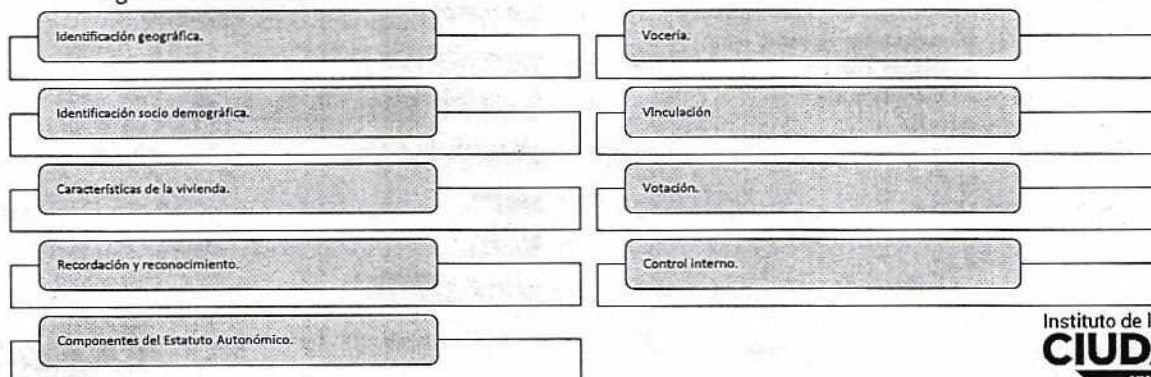 Identificación geográfica.
Identificación socio demográfica.
Características de la vivienda.
Recordación y reconocimiento.
Componentes del Estatuto Autonómico.
Vocería.
Vinculación
Votación.
Control interno.
Instituto de l
CIUDA